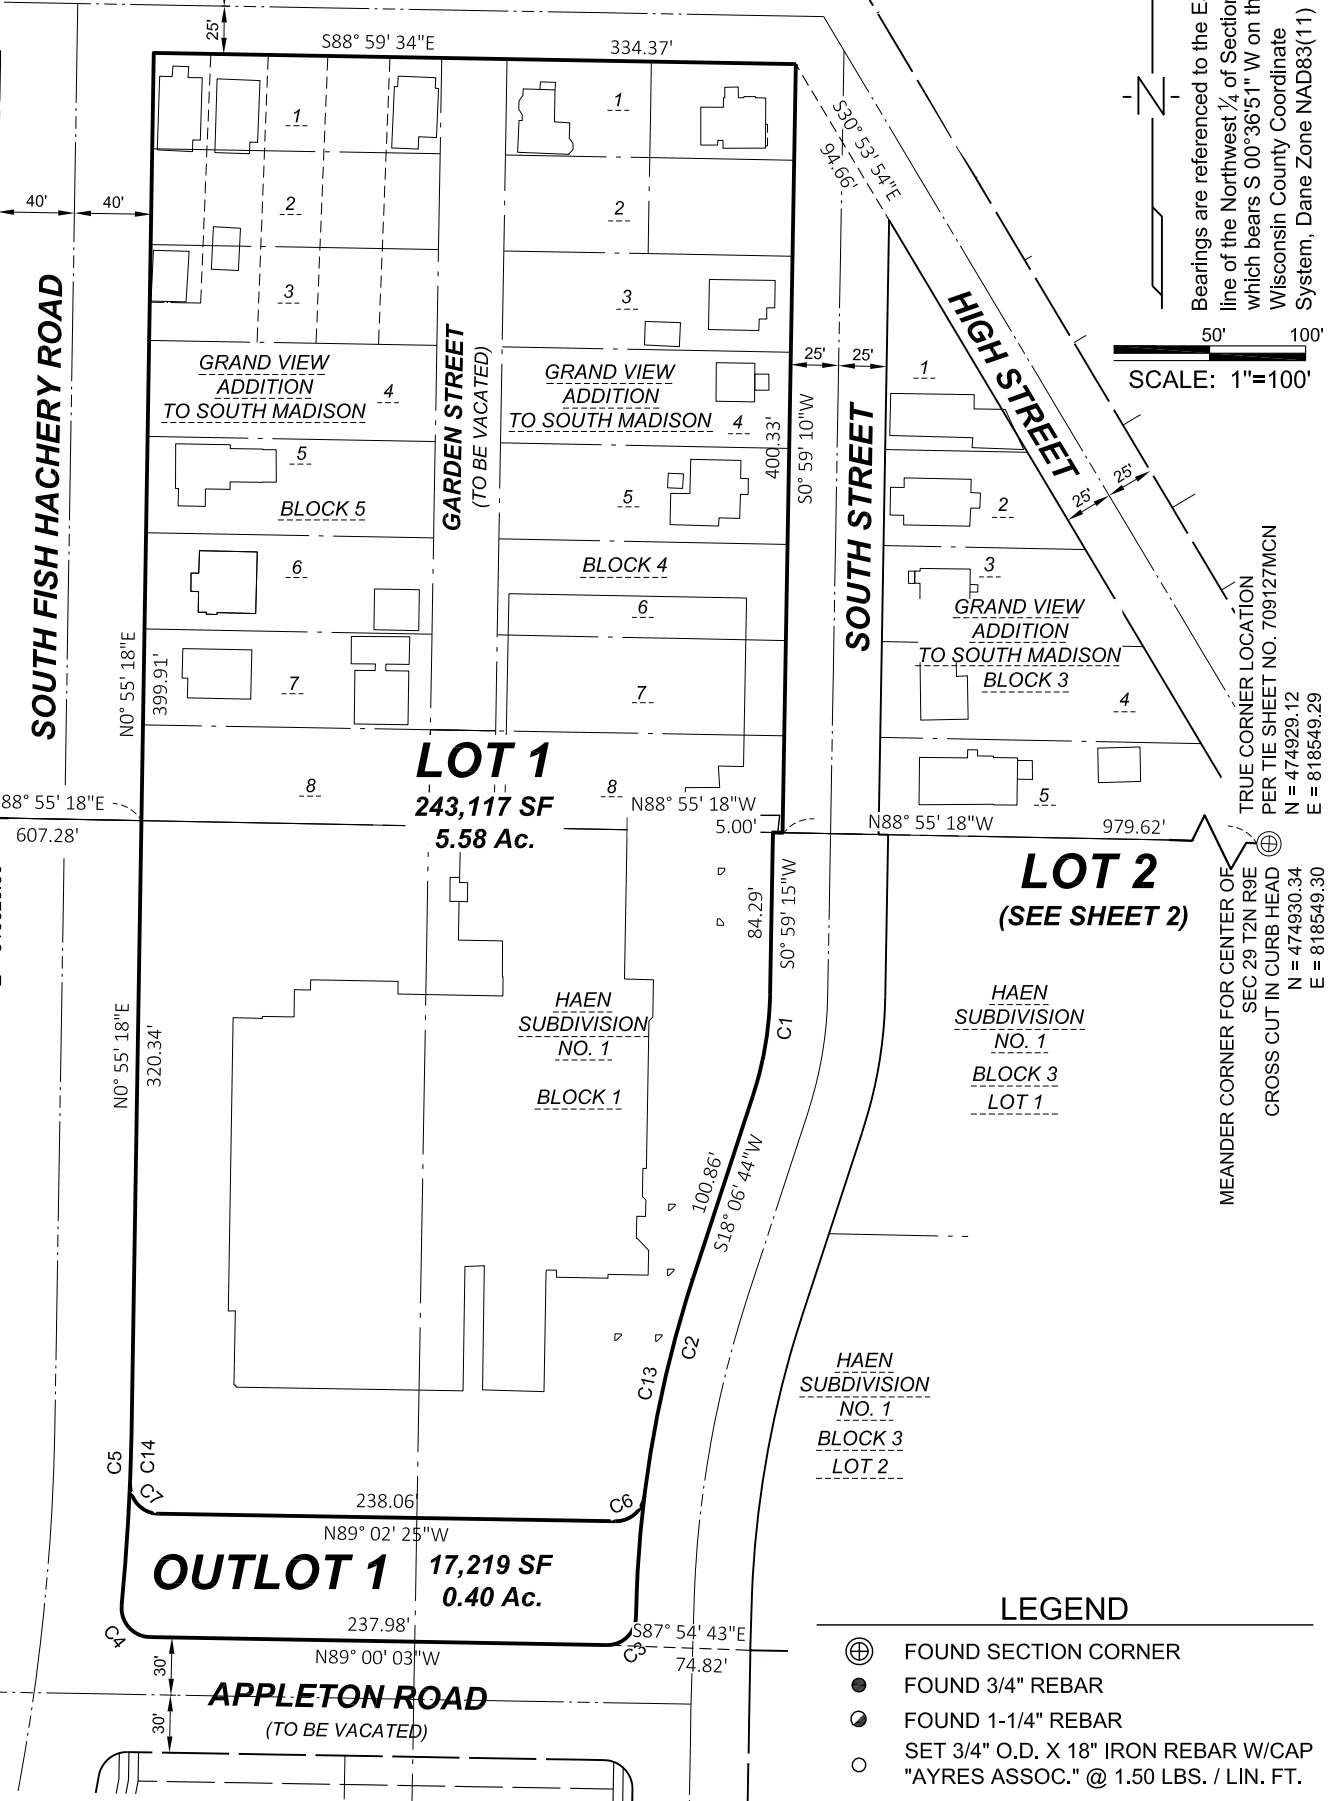 25'
S88° 59' 34"E
334.37'
S30° 53' 54"E
94.66'
N
Bearings are referenced to the E
line of the Northwest ¼ of Section
which bears S 00°36'51" W on th
Wisconsin County Coordinate
System, Dane Zone NAD83(11)
50'
100'
SCALE: 1"=100'
40'
40'
SOUTH FISH HACHERY ROAD
1
2
3
GRAND VIEW
ADDITION
TO SOUTH MADISON
4
5
BLOCK 5
6
7
8
GARDEN STREET
(TO BE VACATED)
1
2
3
GRAND VIEW
ADDITION
TO SOUTH MADISON
4
5
BLOCK 4
6
7
8
400.33'
S0° 59' 10"W
25'
25'
SOUTH STREET
HIGH STREET
25'
25'
1
2
3
GRAND VIEW
ADDITION
TO SOUTH MADISON
BLOCK 3
4
5
N0° 55' 18"E
399.91'
LOT 1
243,117 SF
5.58 Ac.
88° 55' 18"E
607.28'
N88° 55' 18"W
5.00'
N88° 55' 18"W
979.62'
TRUE CORNER LOCATION
PER TIE SHEET NO. 709127MCN
N = 474929.12
E = 818549.29
MEANDER CORNER FOR CENTER OF
SEC 29 T2N R9E
CROSS CUT IN CURB HEAD
N = 474930.34
E = 818549.30
LOT 2
(SEE SHEET 2)
84.29'
S0° 59' 15"W
C1
N0° 55' 18"E
320.34'
HAEN
SUBDIVISION
NO. 1
BLOCK 1
HAEN
SUBDIVISION
NO. 1
BLOCK 3
LOT 1
100.86'
S18° 06' 44"W
C2
C13
HAEN
SUBDIVISION
NO. 1
BLOCK 3
LOT 2
C5
C14
C7
238.06'
C6
N89° 02' 25"W
OUTLOT 1
17,219 SF
0.40 Ac.
237.98'
N89° 00' 03"W
C4
C3
S87° 54' 43"E
74.82'
30'
30'
APPLETON ROAD
(TO BE VACATED)
LEGEND
FOUND SECTION CORNER
FOUND 3/4" REBAR
FOUND 1-1/4" REBAR
SET 3/4" O.D. X 18" IRON REBAR W/CAP
"AYRES ASSOC." @ 1.50 LBS. / LIN. FT.